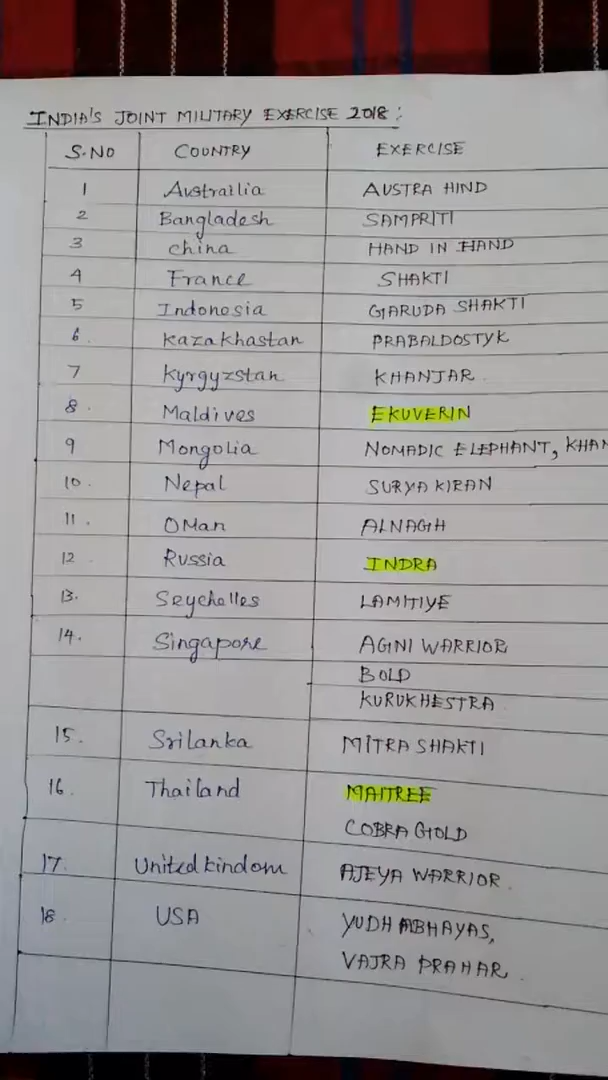 INDIA'S JOINT MILITARY EXERCISE 2018:
S.NO COUNTRY EXERCISE
1 Austrailia AUSTRA HIND
2 Bangladesh SAMPRITI
3 china HAND IN HAND
4 France SHAKTI
5 Indonesia GARUDA SHAKTI
6. Kazakhastan PRABALDOSTYK
7 Kyrgyzstan KHANJAR
8. Maldives EKUVERIN
9 Mongolia NOMADIC ELEPHANT, KHAN
10. Nepal SURYA KIRAN
11. OMan ALNAGH
12. Russia INDRA
13. Seychelles LAMITIYE
14. Singapore AGNI WARRIOR
BOLD
KURUKHESTRA
15. Srilanka MITRA SHAKTI
16. Thailand MAITREE
COBRA GOLD
17. United kindom AJEYA WARRIOR.
18. USA YUDH ABHAYAS,
VAJRA PRAHAR.